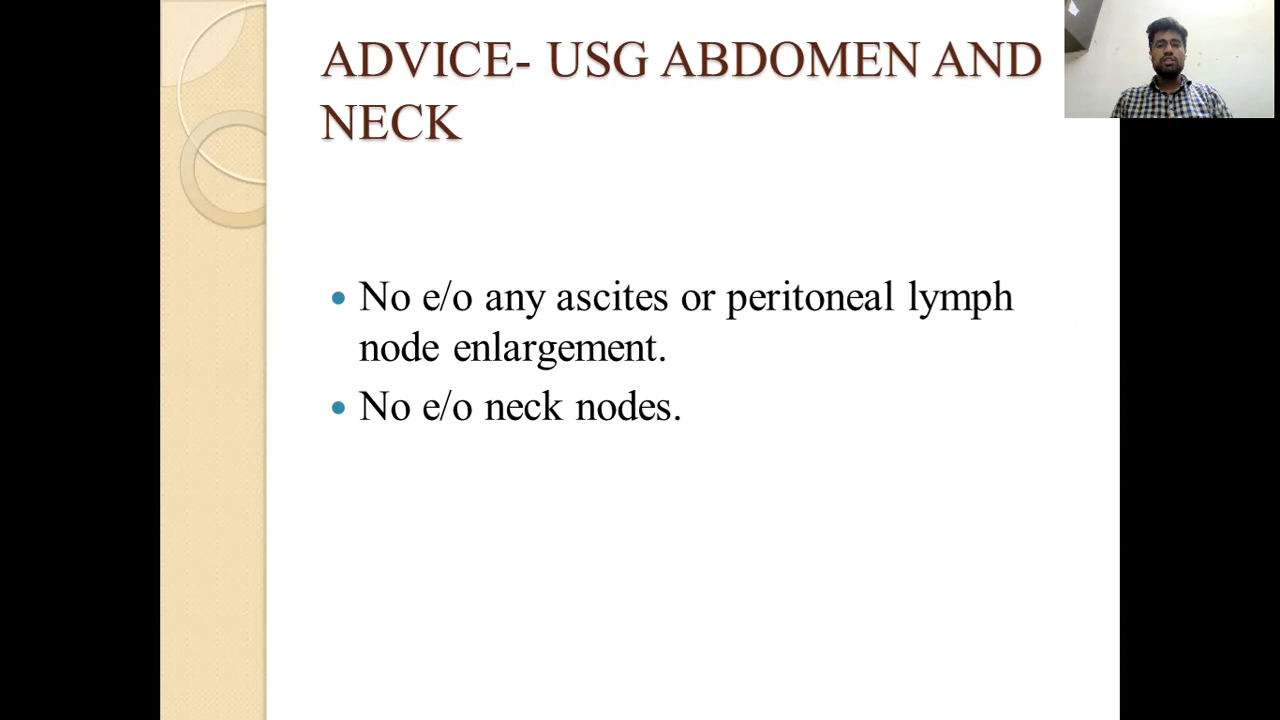 ADVICE- USG ABDOMEN AND
NECK
• No e/o any ascites or peritoneal lymph
node enlargement.
• No e/o neck nodes.